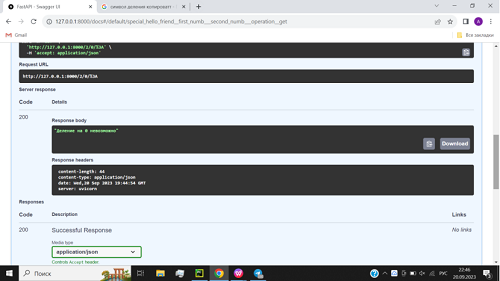 FastAPI - Swagger UI
символ деления копировать -
127.0.0.1:8000/docs#/default/special_hello_friend__first_numb___second_numb___operation__get
Gmail
Все закладки
'http://127.0.0.1:8000/3/0/%3A' \
-H 'accept: application/json'
Request URL
http://127.0.0.1:8000/3/0/%3A
Server response
Code Details
200
Response body
"Деление на 0 невозможно"
Download
Response headers
content-length: 44
content-type: application/json
date: Wed,20 Sep 2023 19:44:54 GMT
server: uvicorn
Responses
Code Description Links
200 Successful Response No links
Media type
application/json
Controls Accept header
Поиск
РУС
22:46
20.09.2023